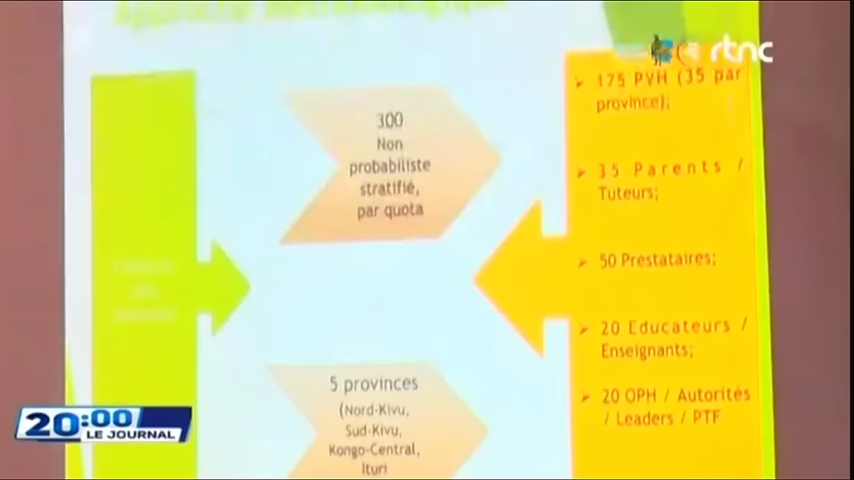 rtnc
300
Non
probabiliste
stratifié,
par quota
5 provinces
(Nord-Kivu,
Sud-Kivu,
Kongo-Central,
Ituri
➢ 175 PVH (35 par
province);
➢ 35 Parents /
Tuteurs;
➢ 50 Prestataires;
➢ 20 Educateurs /
Enseignants;
➢ 20 OPH / Autorités
/ Leaders / PTF
20:00
LE JOURNAL